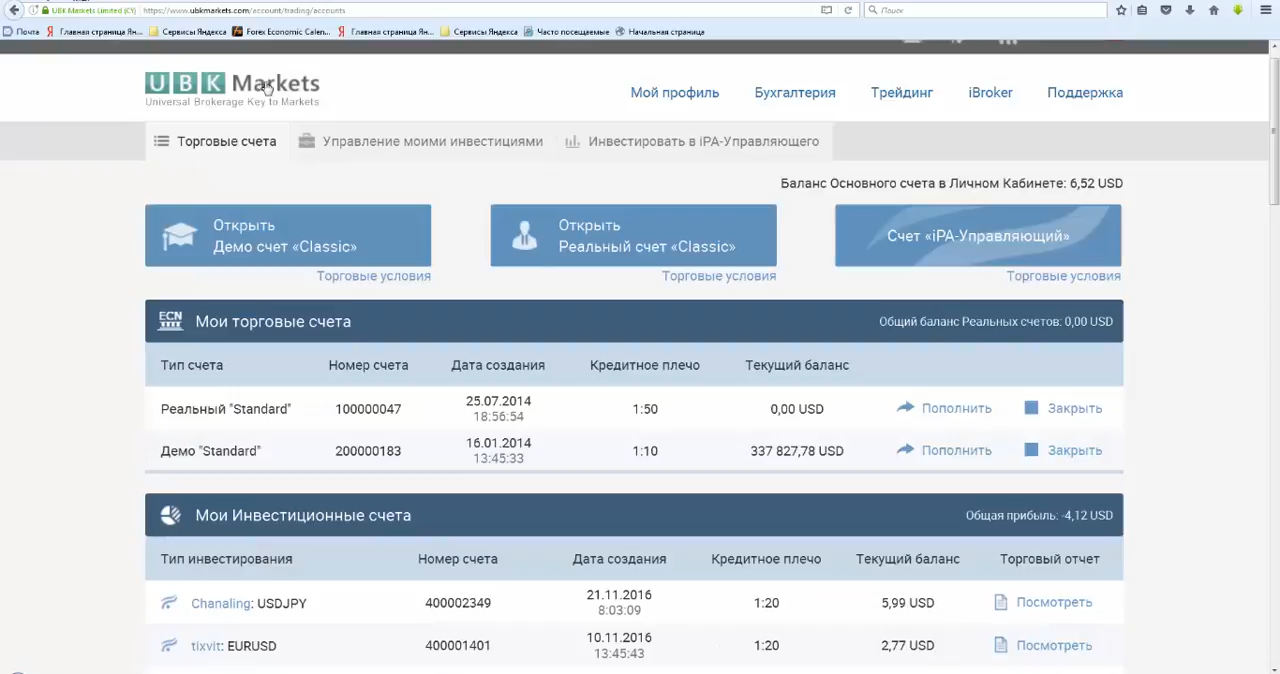 UBK Markets Limited (CY) https://www.ubkmarkets.com/account/trading/accounts Поиск
Почта Главная страница Ян... Сервисы Яндекса Forex Economic Calen... Главная страница Ян... Сервисы Яндекса Часто посещаемые Начальная страница
UBK Markets
Universal Brokerage Key to Markets
Мой профиль Бухгалтерия Трейдинг iBroker Поддержка
Торговые счета Управление моими инвестициями Инвестировать в iPA-Управляющего
Баланс Основного счета в Личном Кабинете: 6,52 USD
Открыть
Демо счет «Classic»
Открыть
Реальный счет «Classic»
Счет «iPA-Управляющий»
Торговые условия Торговые условия Торговые условия
ECN Мои торговые счета Общий баланс Реальных счетов: 0,00 USD
Тип счета Номер счета Дата создания Кредитное плечо Текущий баланс
Реальный "Standard" 100000047 25.07.2014 18:56:54 1:50 0,00 USD Пополнить Закрыть
Демо "Standard" 200000183 16.01.2014 13:45:33 1:10 337 827,78 USD Пополнить Закрыть
Мои Инвестиционные счета Общая прибыль: -4,12 USD
Тип инвестирования Номер счета Дата создания Кредитное плечо Текущий баланс Торговый отчет
Chanaling: USDJPY 400002349 21.11.2016 8:03:09 1:20 5,99 USD Посмотреть
tixvit: EURUSD 400001401 10.11.2016 13:45:43 1:20 2,77 USD Посмотреть